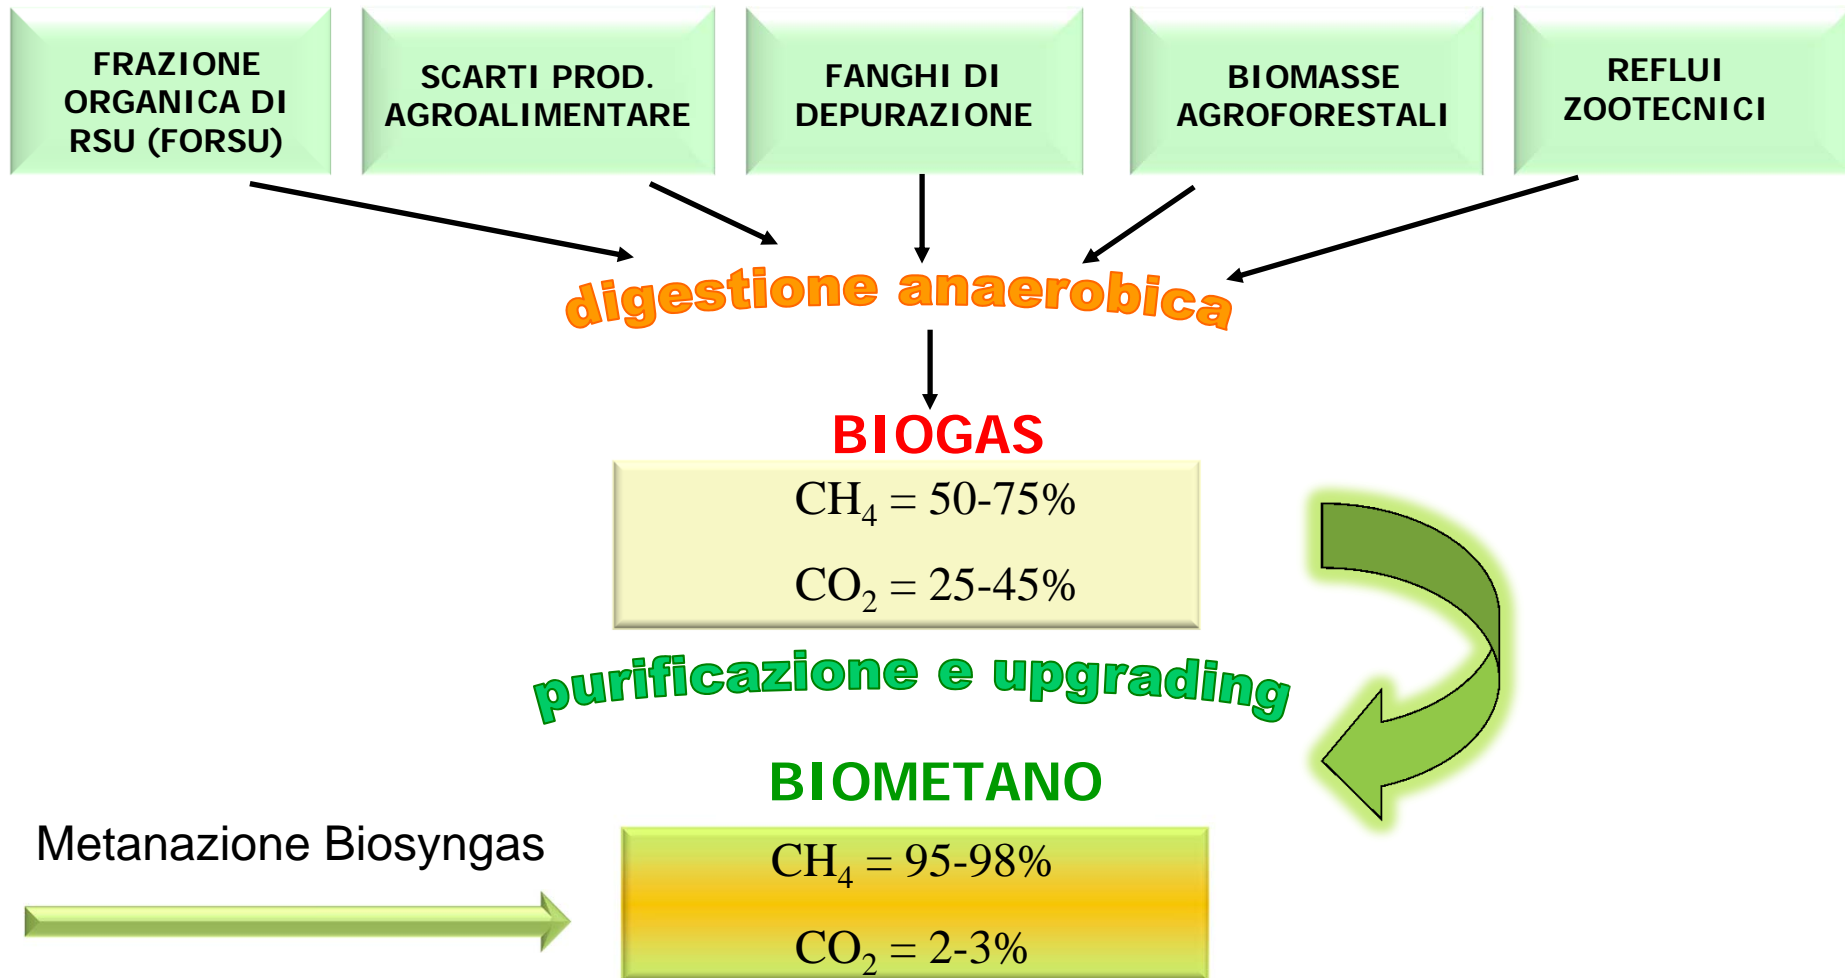 FRAZIONE
ORGANICA DI
RSU (FORSU)
SCARTI PROD.
AGROALIMENTARE
FANGHI DI
DEPURAZIONE
BIOMASSE
AGROFORESTALI
REFLUI
ZOOTECNICI
digestione anaerobica
BIOGAS
CH₄ = 50-75%
CO₂ = 25-45%
purificazione e upgrading
BIOMETANO
Metanazione Biosyngas
CH₄ = 95-98%
CO₂ = 2-3%